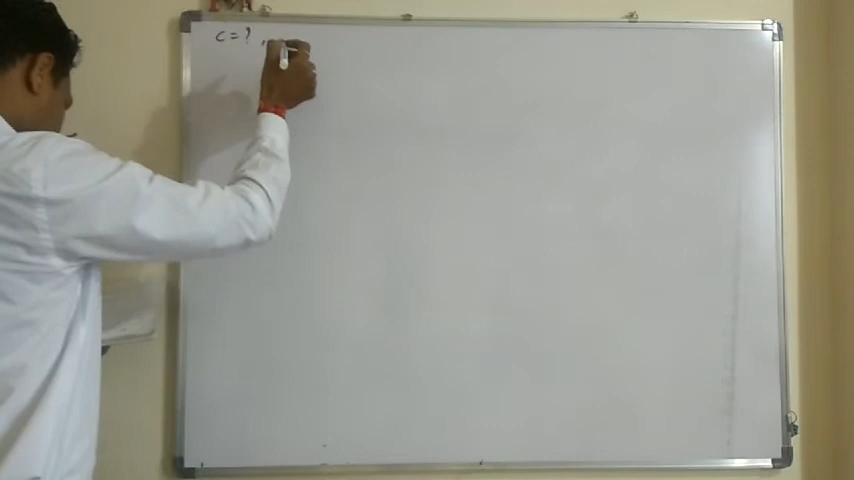 c = ?